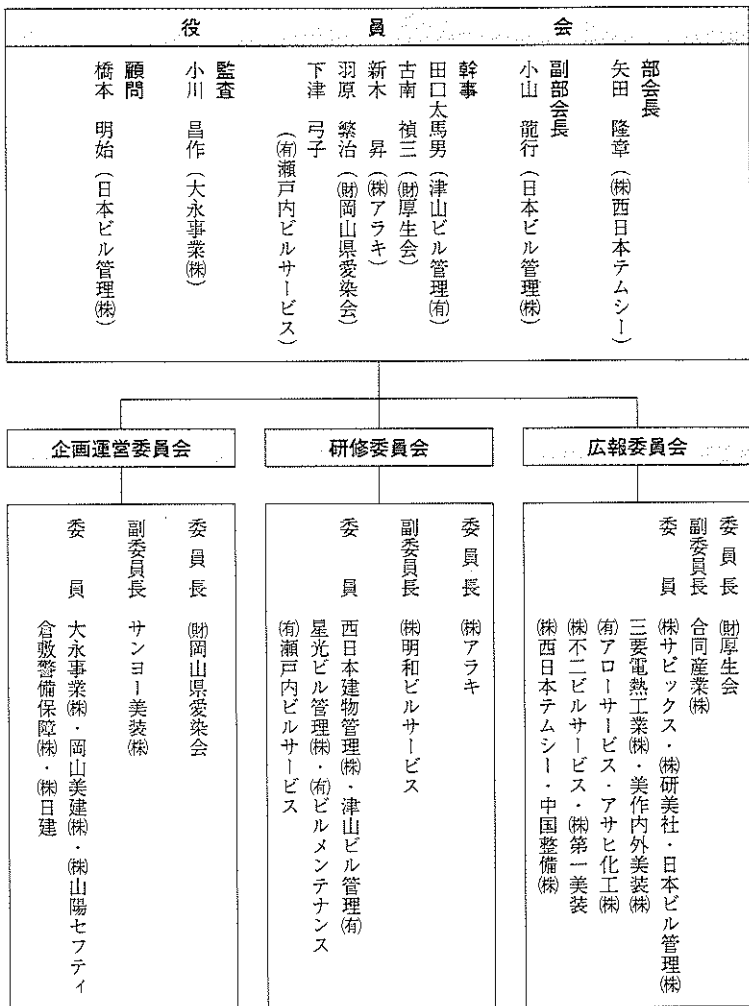 役員会
部会長
矢田 隆章(㈱西日本テムシー)
副部会長
小山 龍行(日本ビル管理㈱)
幹事
田口太馬男(津山ビル管理㈲)
古南 禎三(㈶厚生会)
新木 昇(㈱アラキ)
羽原 繁治(㈶岡山県愛染会)
下津 弓子
(㈲瀬戸内ビルサービス)
監査
小川 昌作(大永事業㈱)
顧問
橋本 明始(日本ビル管理㈱)
広報委員会
委員長 ㈶厚生会
副委員長 合同産業㈱
委員 ㈱サビックス・㈱研美社・日本ビル管理㈱
三要電熱工業㈱・美作内外美装㈱
㈲アローサービス・アサヒ化工㈱
㈱不二ビルサービス・㈱第一美装
㈱西日本テムシー・中国整備㈱
研修委員会
委員長 ㈱アラキ
副委員長 ㈱明和ビルサービス
委員 西日本建物管理㈱・津山ビル管理㈲
星光ビル管理㈱・㈲ビルメンテナンス
㈲瀬戸内ビルサービス
企画運営委員会
委員長 ㈶岡山県愛染会
副委員長 サンヨー美装㈱
委員 大永事業㈱・岡山美建㈱・㈱山陽セフティ
倉敷警備保障㈱・㈱日建